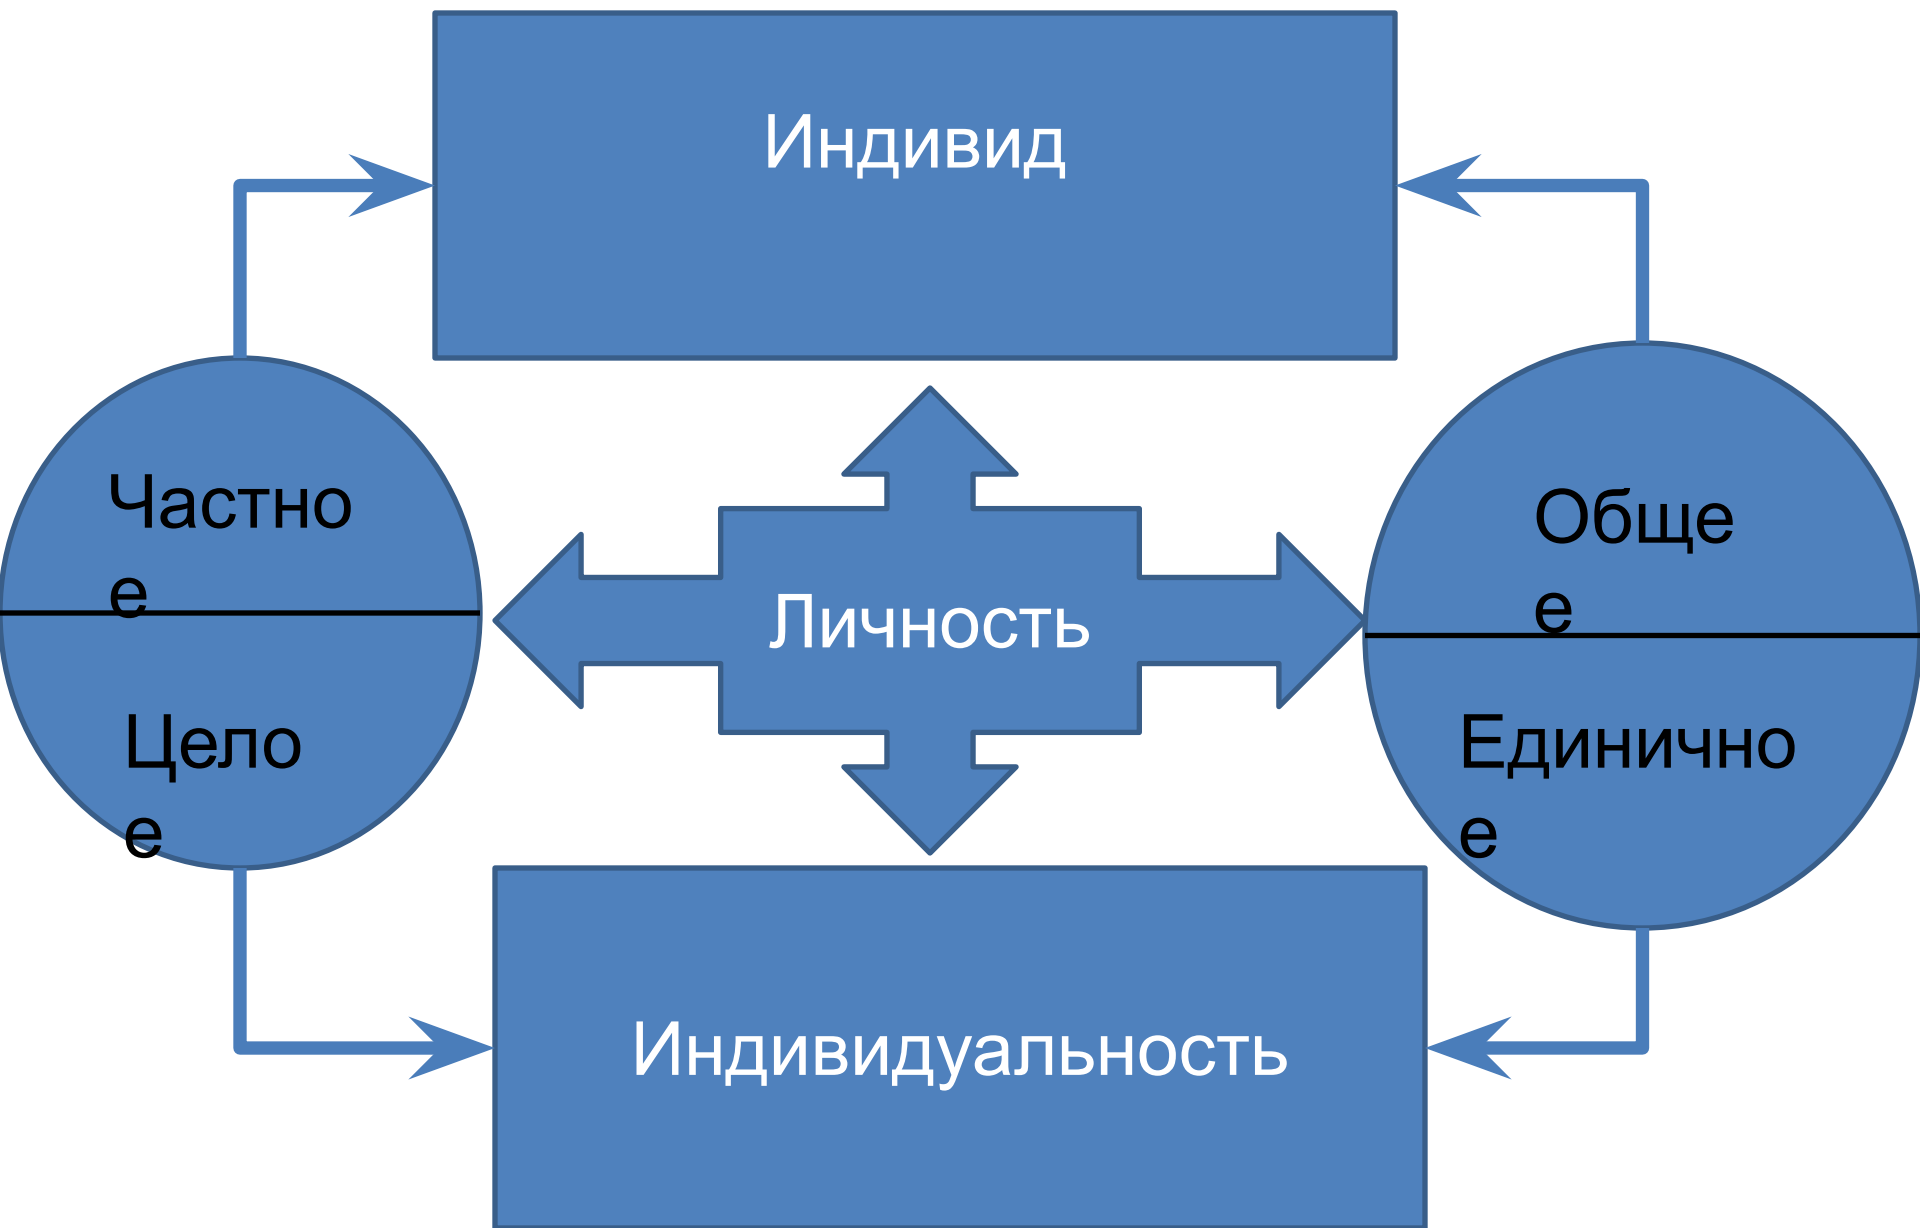 Индивид
Частно
е
Обще
е
Личность
Цело
е
Единично
е
Индивидуальность